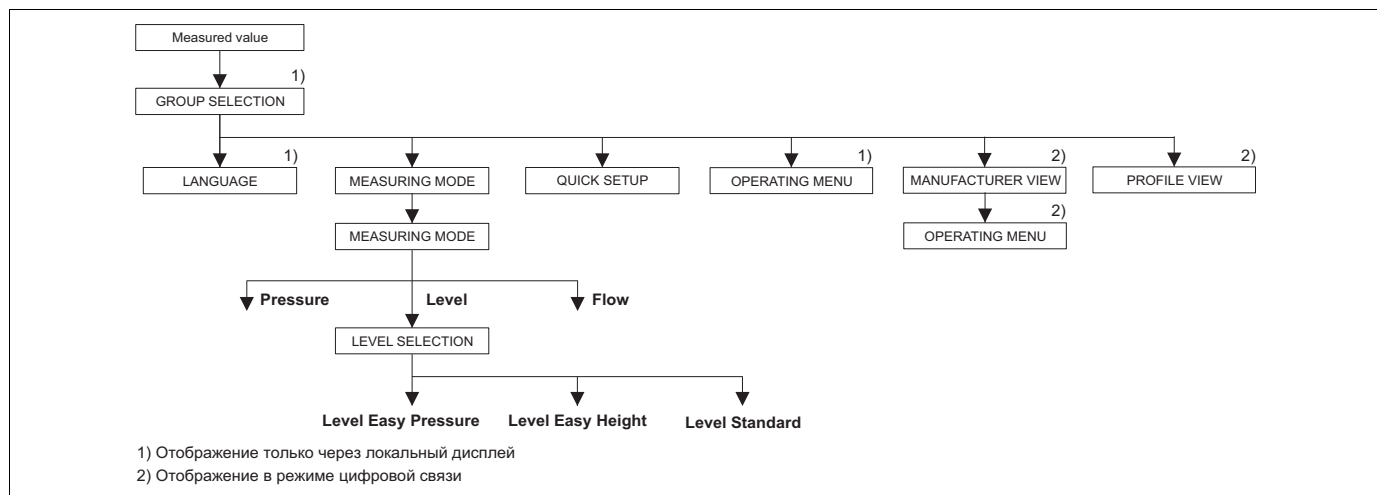 Measured value
1)
GROUP SELECTION
1) 1) 2) 2)
LANGUAGE MEASURING MODE QUICK SETUP OPERATING MENU MANUFACTURER VIEW PROFILE VIEW
2)
MEASURING MODE OPERATING MENU
Pressure Level Flow
LEVEL SELECTION
Level Easy Pressure Level Easy Height Level Standard
1) Отображение только через локальный дисплей
2) Отображение в режиме цифровой связи